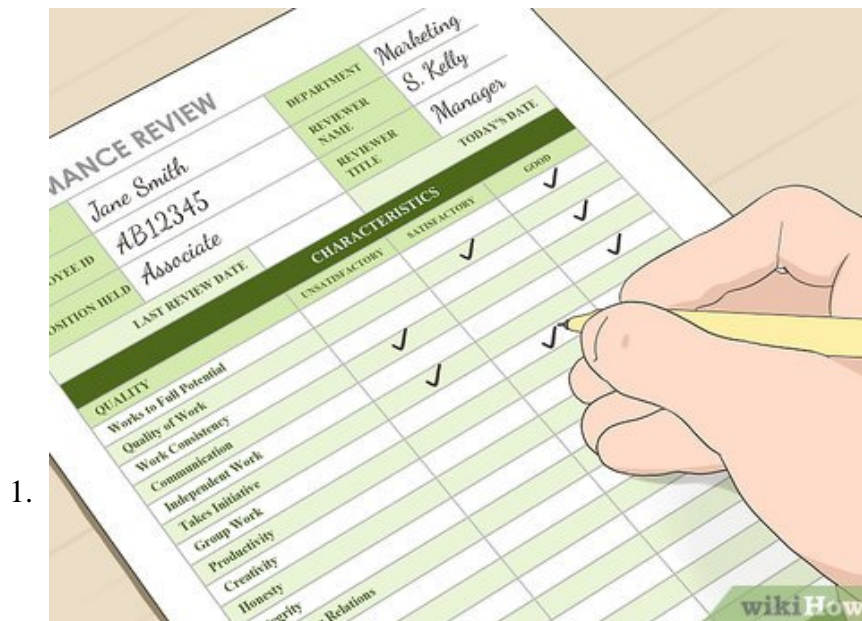 MANCE REVIEW
Jane Smith
DEPARTMENT Marketing
OYEE ID AB12345
REVIEWER NAME S. Kelly
OSITION HELD Associate
REVIEWER TITLE Manager
LAST REVIEW DATE
TODAY'S DATE
CHARACTERISTICS
QUALITY UNSATISFACTORY SATISFACTORY GOOD
Works to Full Potential
Quality of Work
Work Consistency
Communication
Independent Work
Takes Initiative
Group Work
Productivity
Creativity
Honesty
egrity
Relations
1.
wikiHow